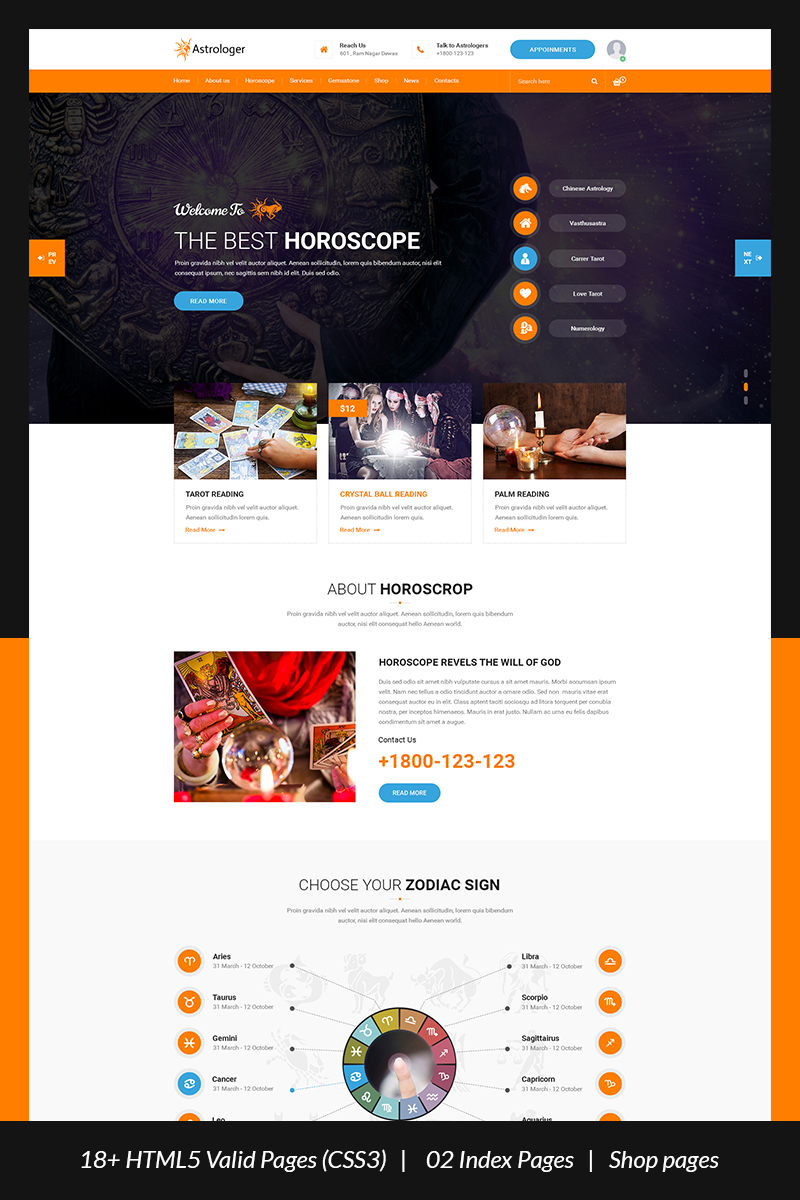 Astrologer
Reach Us
601, Ram Nagar Dewas
Talk to Astrologers
+1800-123-123
APPOINMENTS
Home
About us
Horoscope
Services
Gemsstone
Shop
News
Contacts
Search here
0
Welcome To
THE BEST HOROSCOPE
Proin gravida nibh vel velit auctor aliquet. Aenean sollicitudin, lorem quis bibendum auctor, nisi elit
consequat ipsum, nec sagittis sem nibh id elit. Duis sed odio.
READ MORE
PR
EV
NE
XT
Chinese Astrology
Vasthusastra
Carrer Tarot
Love Tarot
Numerology
TAROT READING
Proin gravida nibh vel velit auctor aliquet.
Aenean sollicitudin lorem quis.
Read More
$12
CRYSTAL BALL READING
Proin gravida nibh vel velit auctor aliquet.
Aenean sollicitudin lorem quis.
Read More
PALM READING
Proin gravida nibh vel velit auctor aliquet.
Aenean sollicitudin lorem quis.
Read More
ABOUT HOROSCROP
Proin gravida nibh vel velit auctor aliquet. Aenean sollicitudin, lorem quis bibendum
auctor, nisi elit consequat hello Aenean world.
HOROSCOPE REVELS THE WILL OF GOD
Duis sed odio sit amet nibh vulputate cursus a sit amet mauris. Morbi accumsan ipsum
velit. Nam nec tellus a odio tincidunt auctor a ornare odio. Sed non mauris vitae erat
consequat auctor eu in elit. Class aptent taciti sociosqu ad litora torquent per conubia
nostra, per inceptos himenaeos. Mauris in erat justo. Nullam ac urna eu felis dapibus
condimentum sit amet a augue.
Contact Us
+1800-123-123
READ MORE
CHOOSE YOUR ZODIAC SIGN
Proin gravida nibh vel velit auctor aliquet. Aenean sollicitudin, lorem quis bibendum
auctor, nisi elit consequat hello Aenean world.
Aries
31 March - 12 October
Taurus
31 March - 12 October
Gemini
31 March - 12 October
Cancer
31 March - 12 October
Leo
Libra
31 March - 12 October
Scorpio
31 March - 12 October
Sagittairus
31 March - 12 October
Capricorn
31 March - 12 October
Aquarius
18+ HTML5 Valid Pages (CSS3) | 02 Index Pages | Shop pages